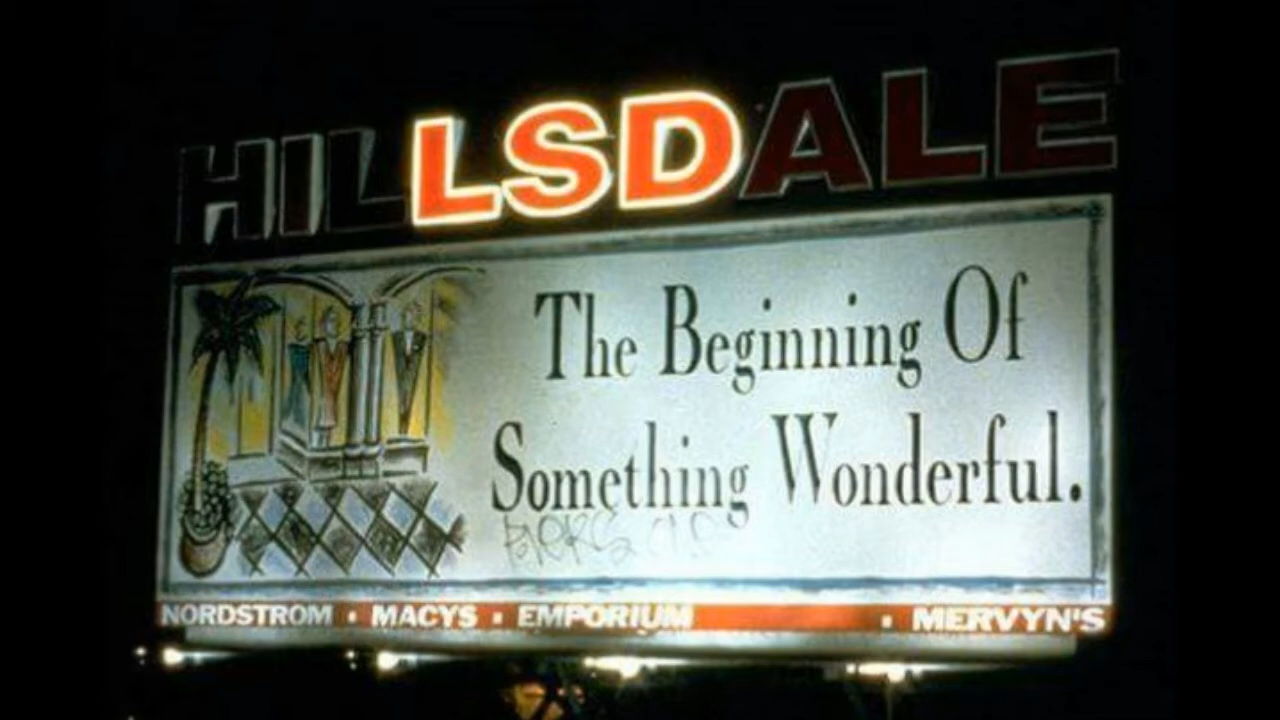 HILLSDALE
The Beginning Of
Something Wonderful.
NORDSTROM ▪ MACYS ▪ EMPORIUM ▪ MERVYN'S